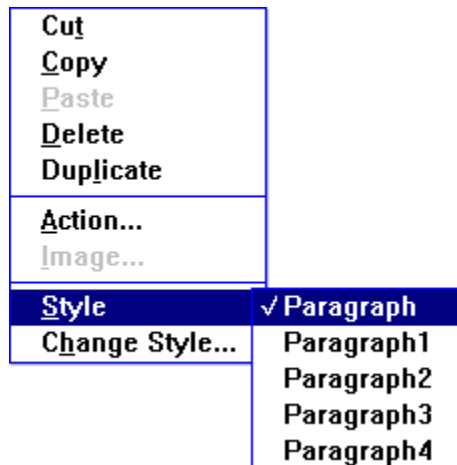 Cut
Copy
Paste
Delete
Duplicate
Action...
Image...
Style
Change Style...
✓ Paragraph
Paragraph1
Paragraph2
Paragraph3
Paragraph4